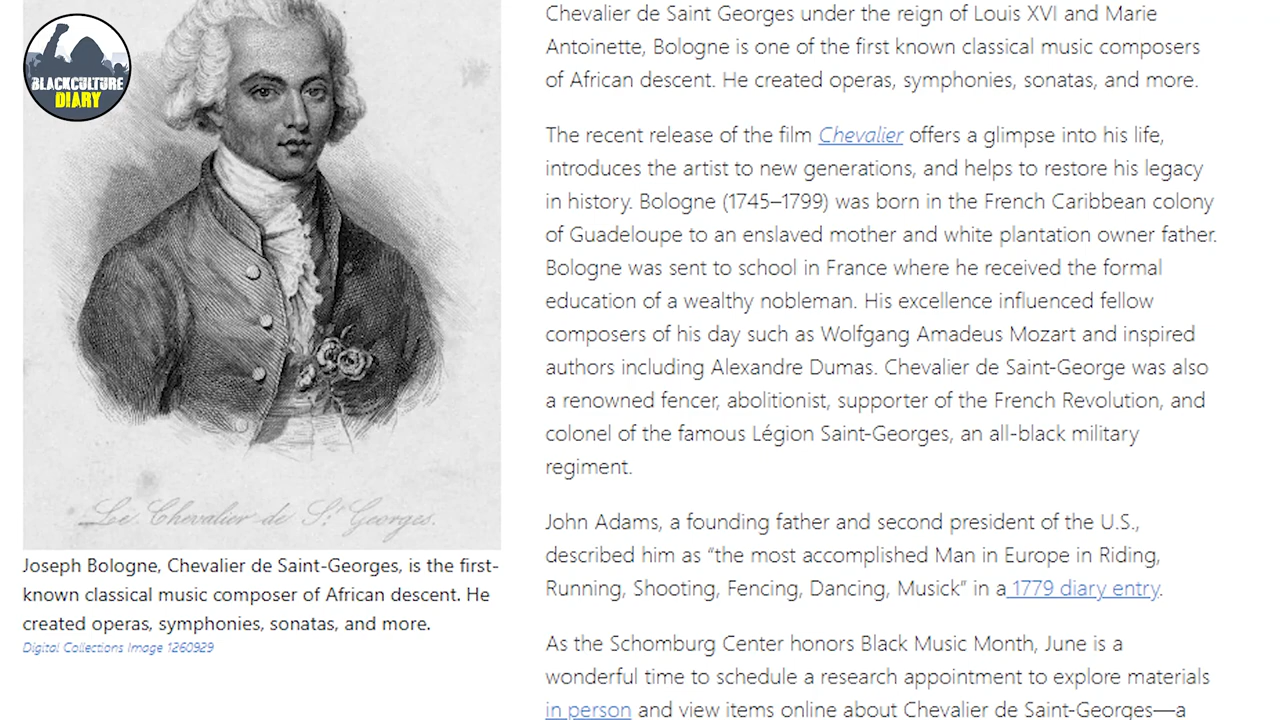 BLACKCULTURE
DIARY
Le Chevalier de St. Georges.
Joseph Bologne, Chevalier de Saint-Georges, is the first-
known classical music composer of African descent. He
created operas, symphonies, sonatas, and more.
Digital Collections Image 1260929
Chevalier de Saint Georges under the reign of Louis XVI and Marie
Antoinette, Bologne is one of the first known classical music composers
of African descent. He created operas, symphonies, sonatas, and more.
The recent release of the film Chevalier offers a glimpse into his life,
introduces the artist to new generations, and helps to restore his legacy
in history. Bologne (1745–1799) was born in the French Caribbean colony
of Guadeloupe to an enslaved mother and white plantation owner father.
Bologne was sent to school in France where he received the formal
education of a wealthy nobleman. His excellence influenced fellow
composers of his day such as Wolfgang Amadeus Mozart and inspired
authors including Alexandre Dumas. Chevalier de Saint-George was also
a renowned fencer, abolitionist, supporter of the French Revolution, and
colonel of the famous Légion Saint-Georges, an all-black military
regiment.
John Adams, a founding father and second president of the U.S.,
described him as “the most accomplished Man in Europe in Riding,
Running, Shooting, Fencing, Dancing, Musick” in a 1779 diary entry.
As the Schomburg Center honors Black Music Month, June is a
wonderful time to schedule a research appointment to explore materials
in person and view items online about Chevalier de Saint-Georges—a